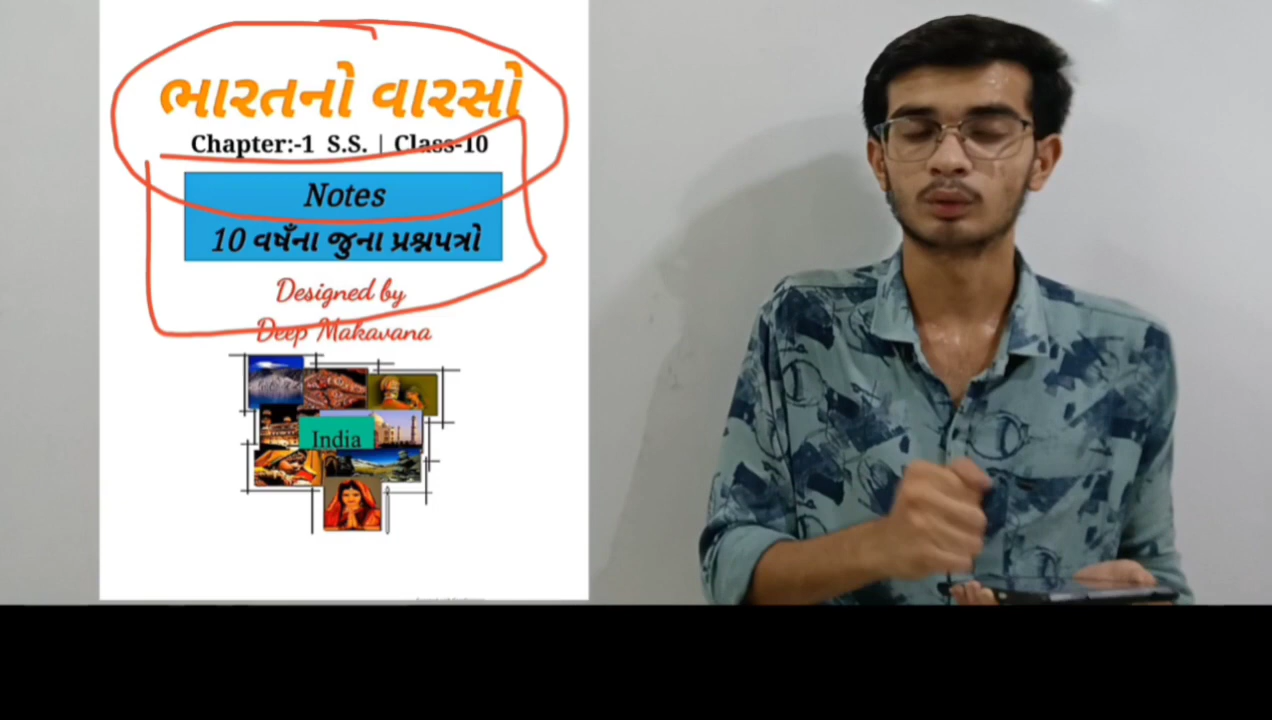 ભારતનો વારસો
Chapter:-1 S.S. | Class-10
Notes
10 વર્ષના જુના પ્રશ્નપત્રો
Designed by
Deep Makavana
India